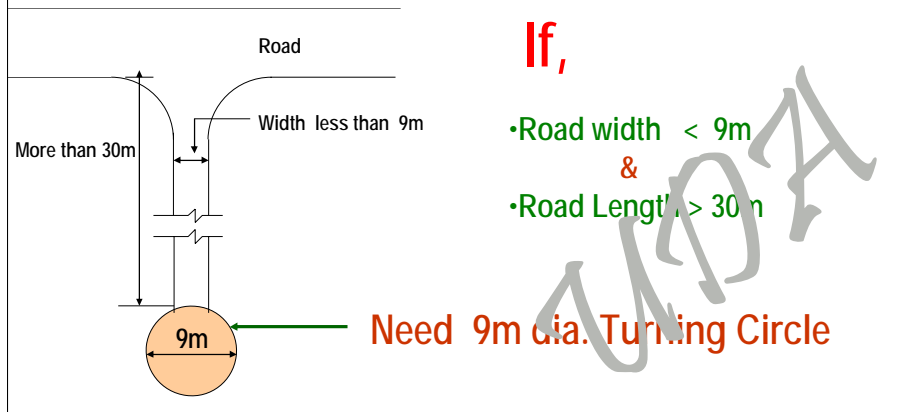 Road
If,
Width less than 9m
•Road width < 9m
More than 30m
&
•Road Length > 30m
Need 9m dia. Turning Circle
9m
UDA